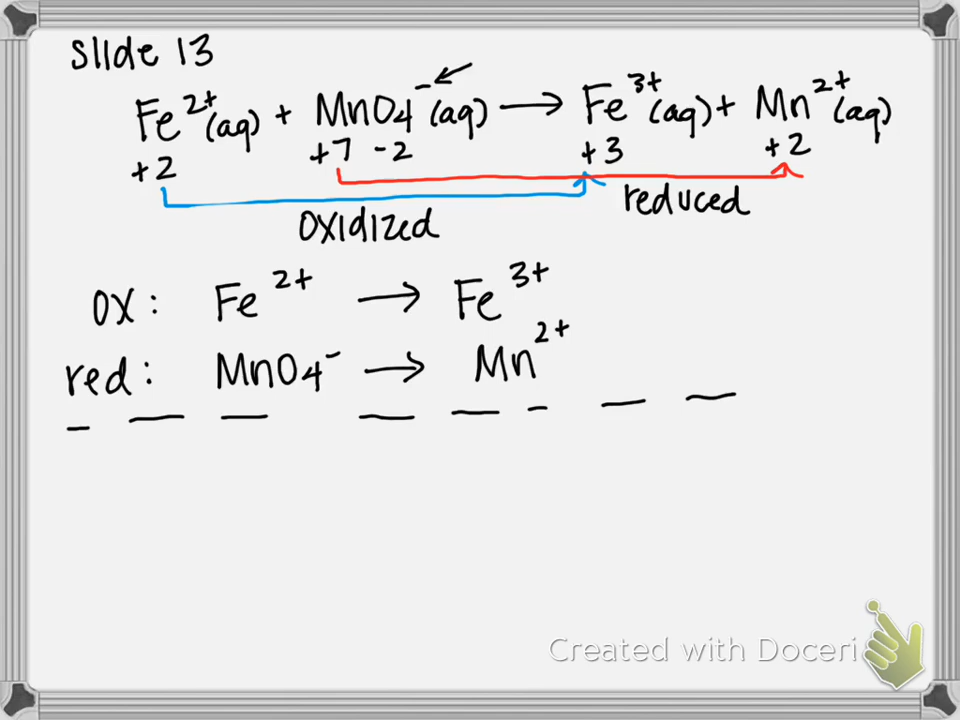 Slide 13
Fe²⁺(aq) + MnO₄⁻(aq) → Fe³⁺(aq) + Mn²⁺(aq)
+2 +7 -2 +3 +2
oxidized reduced
ox: Fe²⁺ → Fe³⁺
red: MnO₄⁻ → Mn²⁺
Created with Doceri